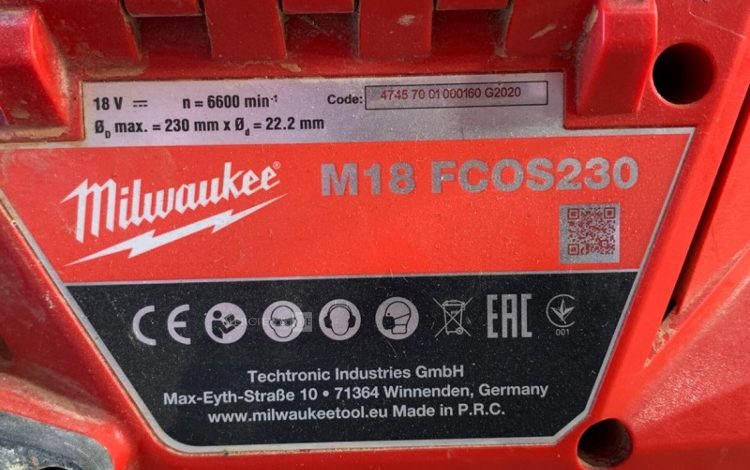 18 V ⎓ n = 6600 min⁻¹ Code: 4745 70 01 000160 G2020
Ø_D max. = 230 mm x Ø_d = 22.2 mm
Milwaukee M18 FCOS230
CE EAC
001
Techtronic Industries GmbH
Max-Eyth-Straße 10 • 71364 Winnenden, Germany
www.milwaukeetool.eu Made in P.R.C.